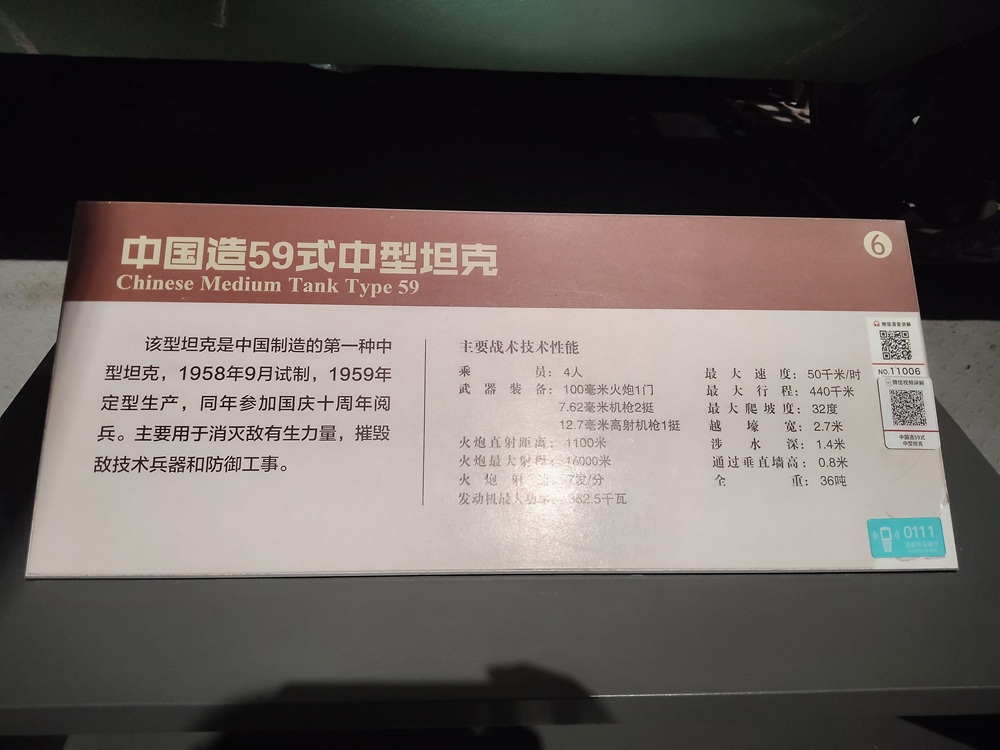 中国造59式中型坦克
Chinese Medium Tank Type 59
6
该型坦克是中国制造的第一种中
型坦克，1958年9月试制，1959年
定型生产，同年参加国庆十周年阅
兵。主要用于消灭敌有生力量，摧毁
敌技术兵器和防御工事。
主要战术技术性能
乘员：4人
武器装备：100毫米火炮1门
7.62毫米机枪2挺
12.7毫米高射机枪1挺
火炮直射距离：1100米
火炮最大射程：16000米
火炮射 7发/分
发动机最大功率：382.5千瓦
最大速度：50千米/时
最大行程：440千米
最大爬坡度：32度
越壕宽：2.7米
涉水深：1.4米
通过垂直墙高：0.8米
全重：36吨
微信语音讲解
NO.11006
微信视频讲解
中国造59式
中型坦克
0111